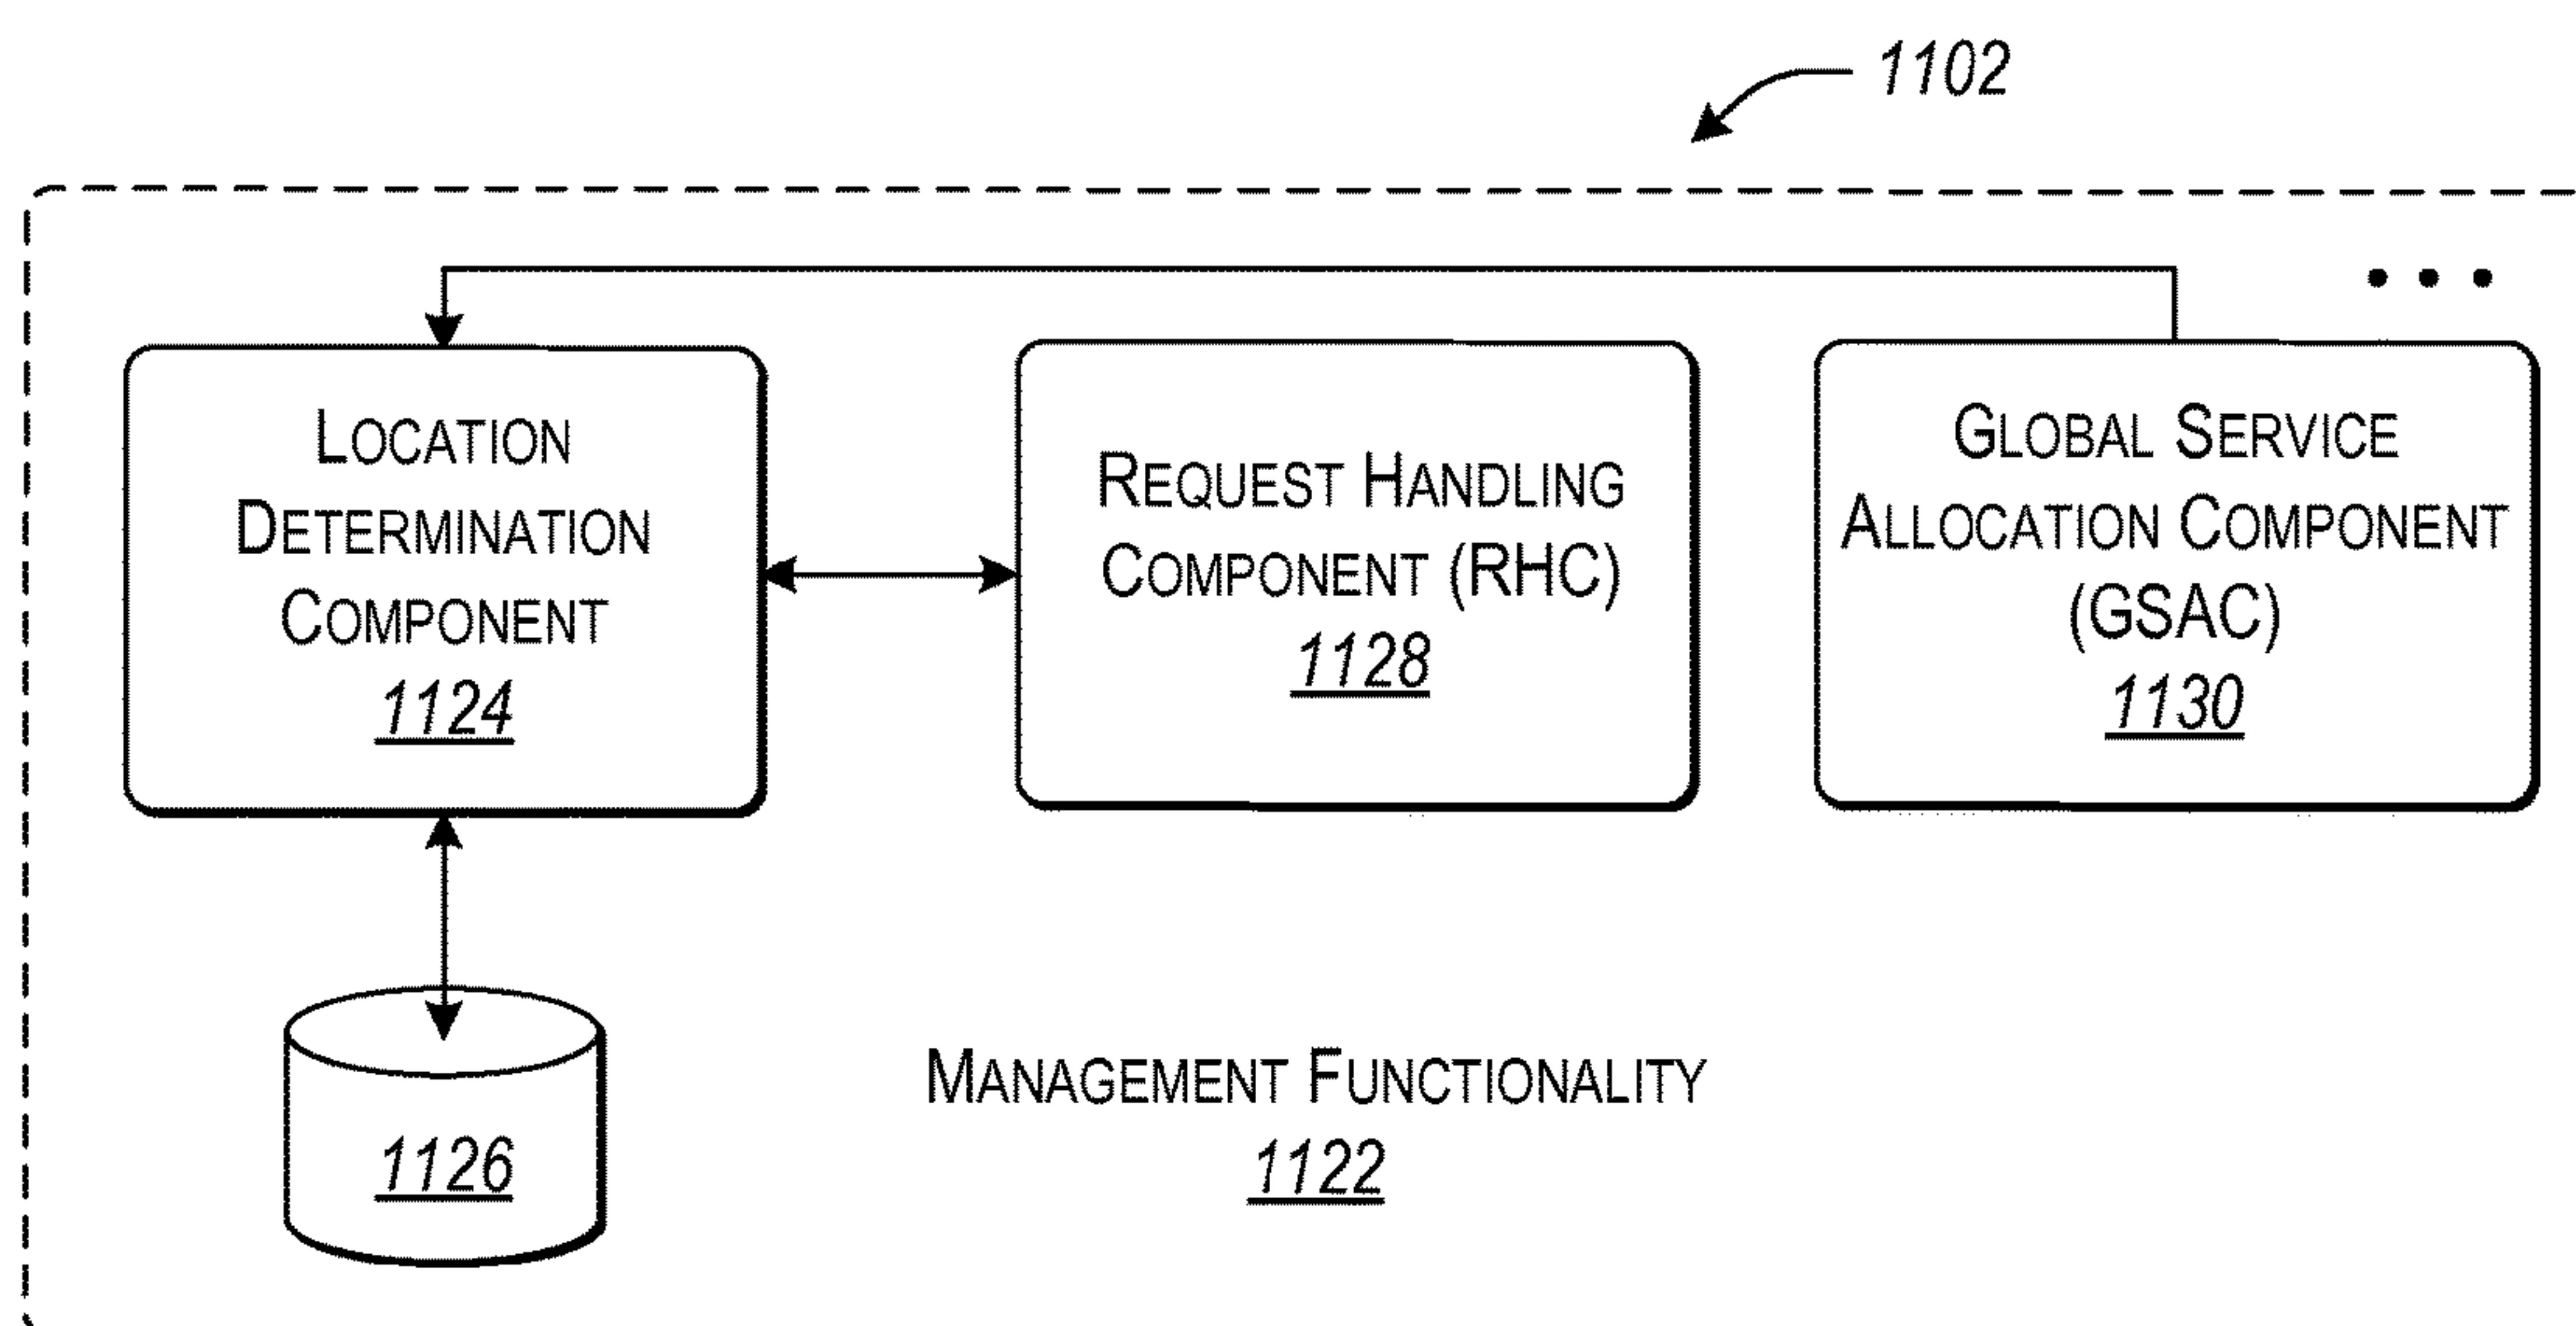 1102
LOCATION
DETERMINATION
COMPONENT
1124
REQUEST HANDLING
COMPONENT (RHC)
1128
GLOBAL SERVICE
ALLOCATION COMPONENT
(GSAC)
1130
• • •
1126
MANAGEMENT FUNCTIONALITY
1122